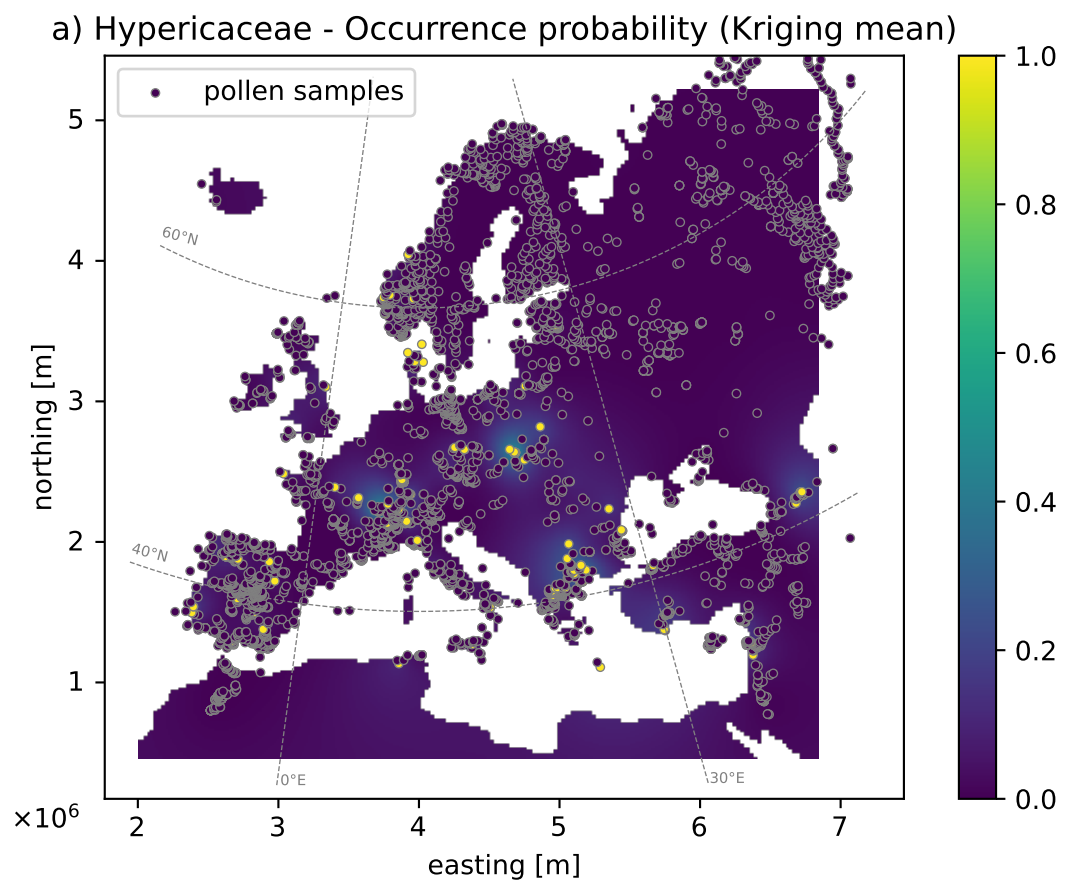 a) Hypericaceae - Occurrence probability (Kriging mean)
pollen samples
60°N
40°N
0°E
30°E
5
4
3
2
1
northing [m]
×10⁶
2 3 4 5 6 7
easting [m]
1.0
0.8
0.6
0.4
0.2
0.0